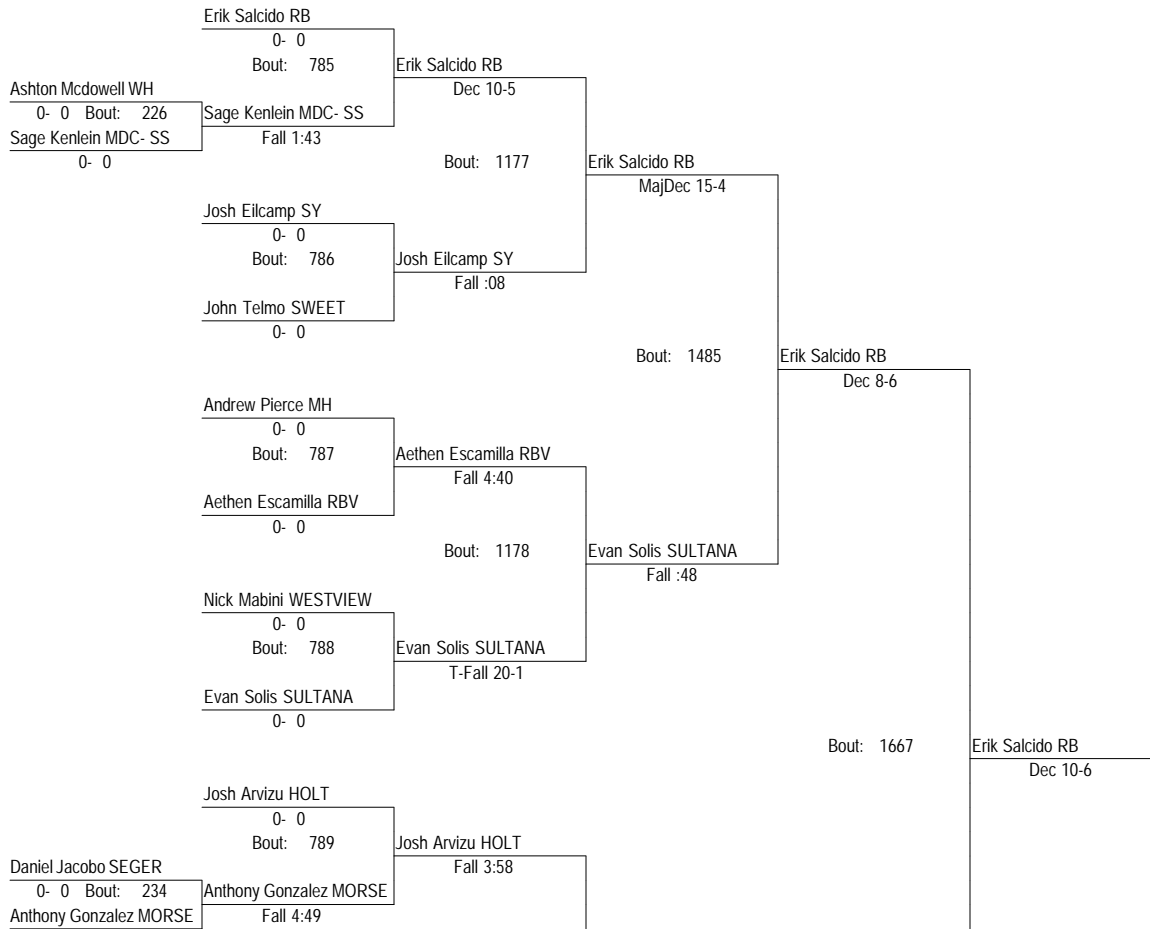 Erik Salcido RB
0- 0
Bout: 785
Erik Salcido RB
Dec 10-5
Ashton Mcdowell WH
0- 0 Bout: 226
Sage Kenlein MDC- SS
Sage Kenlein MDC- SS
Fall 1:43
0- 0
Bout: 1177
Erik Salcido RB
MajDec 15-4
Josh Eilcamp SY
0- 0
Bout: 786
Josh Eilcamp SY
Fall :08
John Telmo SWEET
0- 0
Bout: 1485
Erik Salcido RB
Dec 8-6
Andrew Pierce MH
0- 0
Bout: 787
Aethen Escamilla RBV
Fall 4:40
Aethen Escamilla RBV
0- 0
Bout: 1178
Evan Solis SULTANA
Fall :48
Nick Mabini WESTVIEW
0- 0
Bout: 788
Evan Solis SULTANA
T-Fall 20-1
Evan Solis SULTANA
0- 0
Bout: 1667
Erik Salcido RB
Dec 10-6
Josh Arvizu HOLT
0- 0
Bout: 789
Josh Arvizu HOLT
Fall 3:58
Daniel Jacobo SEGER
0- 0 Bout: 234
Anthony Gonzalez MORSE
Anthony Gonzalez MORSE
Fall 4:49